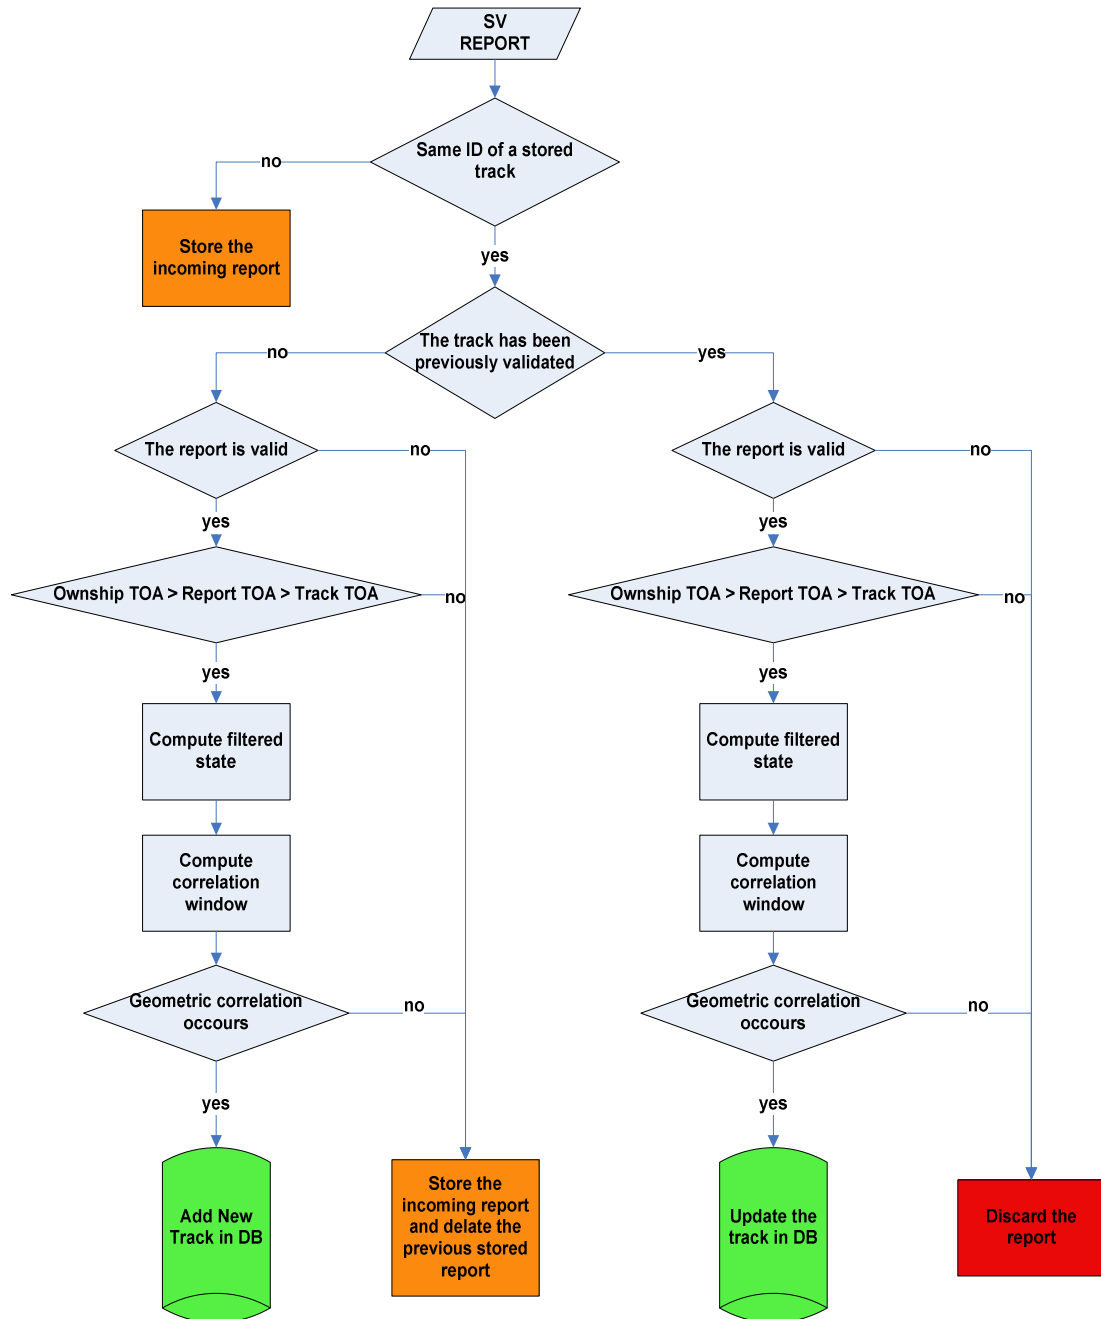 SV
REPORT
Same ID of a stored
track
no
Store the
incoming report
yes
The track has been
previously validated
no
yes
The report is valid
no
The report is valid
no
yes
yes
Ownship TOA > Report TOA > Track TOA
no
Ownship TOA > Report TOA > Track TOA
no
yes
yes
Compute filtered
state
Compute filtered
state
Compute
correlation
window
Compute
correlation
window
Geometric correlation
occours
no
Geometric correlation
occours
no
yes
yes
Add New
Track in DB
Store the
incoming report
and delate the
previous stored
report
Update the
track in DB
Discard the
report